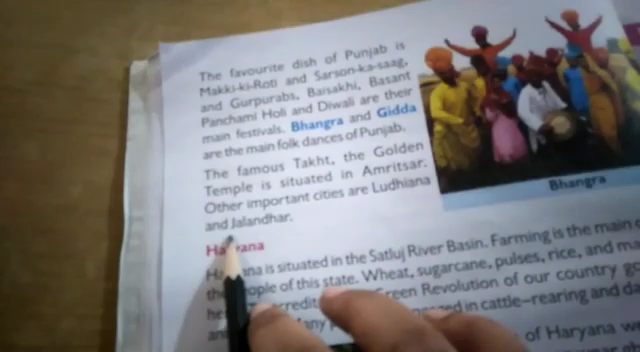 The favourite dish of Punjab is
Makki-ki-Roti and Sarson-ka-saag,
and Gurpurabs, Baisakhi, Basant
Panchami Holi and Diwali are their
main festivals. Bhangra and Gidda
are the main folk dances of Punjab.
The famous Takht, the Golden
Temple is situated in Amritsar.
Other important cities are Ludhiana
and Jalandhar.
Bhangra
Haryana
Haryana is situated in the Satluj River Basin. Farming is the main
people of this state. Wheat, sugarcane, pulses, rice, and
Green Revolution of our country
in cattle-rearing and
of Haryana